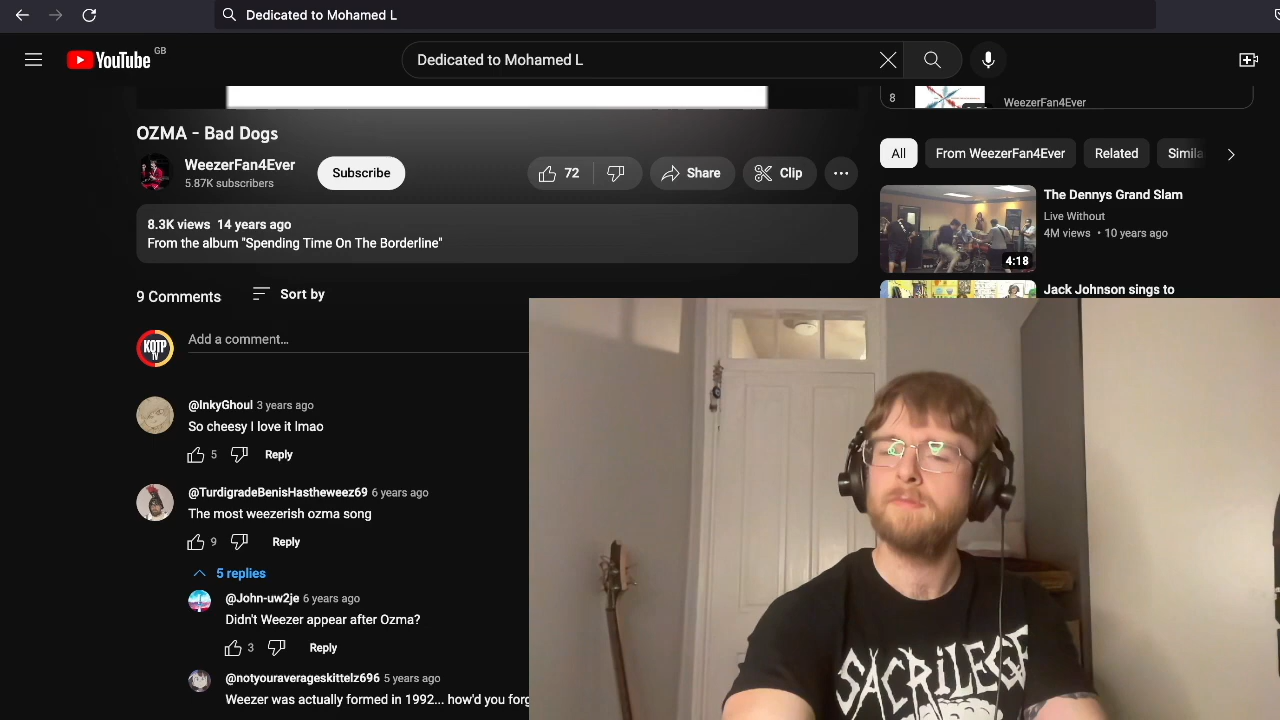 Dedicated to Mohamed L
YouTube GB
Dedicated to Mohamed L
8
WeezerFan4Ever
OZMA - Bad Dogs
WeezerFan4Ever
5.87K subscribers
Subscribe
72
Share
Clip
All
From WeezerFan4Ever
Related
8.3K views 14 years ago
From the album "Spending Time On The Borderline"
The Dennys Grand Slam
Live Without
4M views • 10 years ago
4:18
Jack Johnson sings to
9 Comments
Sort by
KOTP
TV
Add a comment...
@InkyGhoul 3 years ago
So cheesy I love it lmao
5
Reply
@TurdigradeBenisHastheweez69 6 years ago
The most weezerish ozma song
9
Reply
5 replies
@John-uw2je 6 years ago
Didn't Weezer appear after Ozma?
3
Reply
@notyouraverageskittelz696 5 years ago
Weezer was actually formed in 1992... how'd you
SACRILEGE